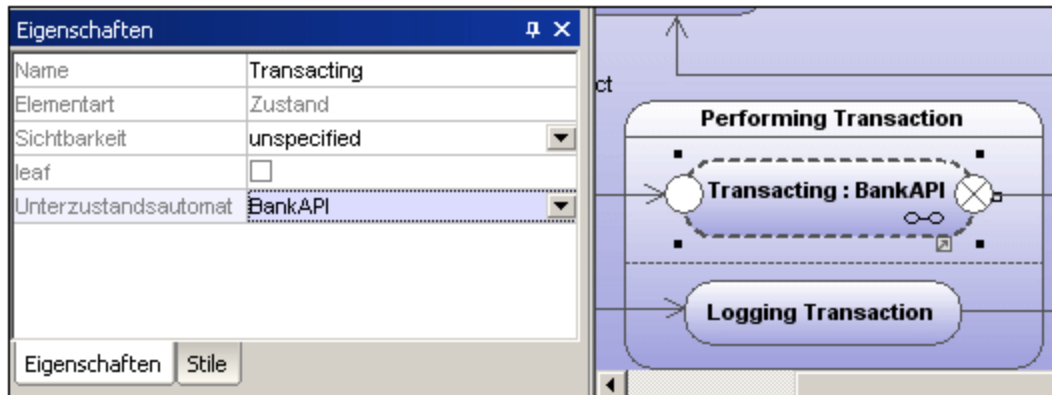 Eigenschaften
Name Transacting
Elementart Zustand
Sichtbarkeit unspecified
leaf
Unterzustandsautomat BankAPI
Eigenschaften Stile
ct
Performing Transaction
Transacting : BankAPI
Logging Transaction